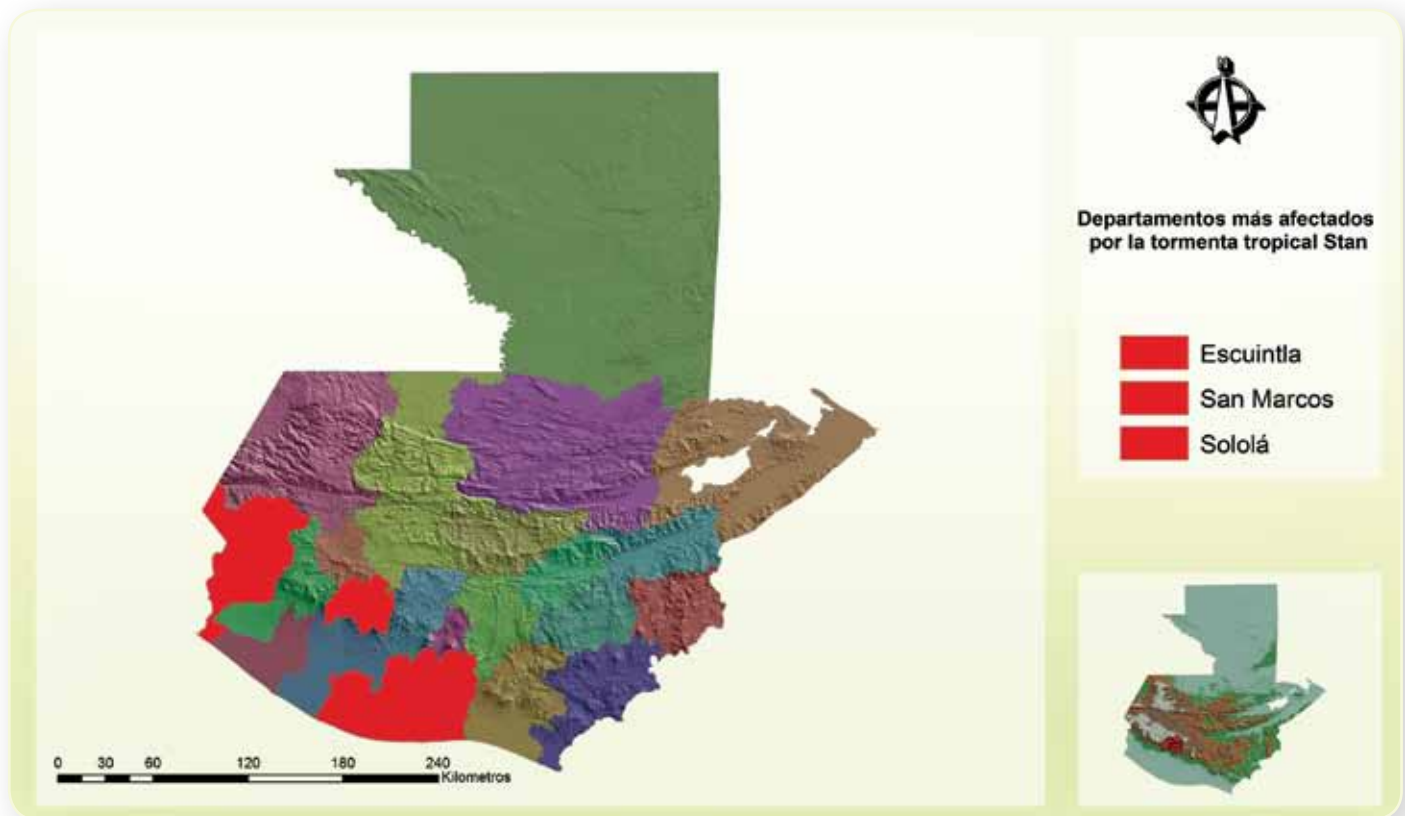 Departamentos más afectados
por la tormenta tropical Stan
Escuintla
San Marcos
Sololá
0 30 60 120 180 240
Kilometros